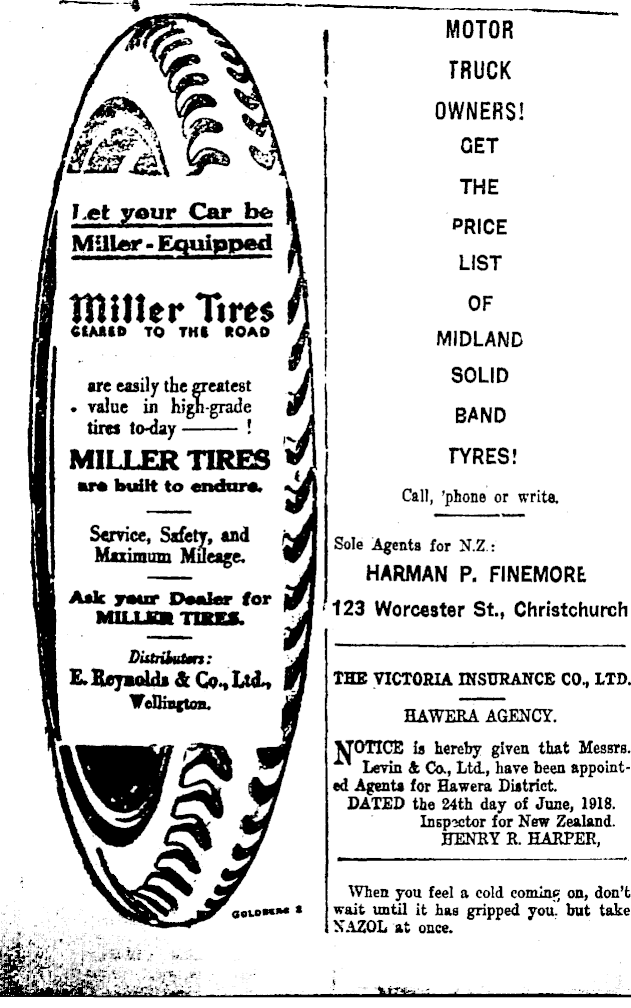 Let your Car be
Miller-Equipped
Miller Tires
GEARED TO THE ROAD
are easily the greatest
value in high-grade
tires to-day —— !
MILLER TIRES
are built to endure.
Service, Safety, and
Maximum Mileage.
Ask your Dealer for
MILLER TIRES.
Distributors:
E. Reynolds & Co., Ltd.,
Wellington.
GOLDBERG 2
MOTOR
TRUCK
OWNERS!
GET
THE
PRICE
LIST
OF
MIDLAND
SOLID
BAND
TYRES!
Call, 'phone or write.
Sole Agents for N.Z.:
HARMAN P. FINEMORE
123 Worcester St., Christchurch
THE VICTORIA INSURANCE CO., LTD.
HAWERA AGENCY.
NOTICE is hereby given that Messrs.
Levin & Co., Ltd., have been appoint-
ed Agents for Hawera District.
DATED the 24th day of June, 1918.
Inspector for New Zealand.
HENRY R. HARPER,
When you feel a cold coming on, don't
wait until it has gripped you, but take
NAZOL at once.